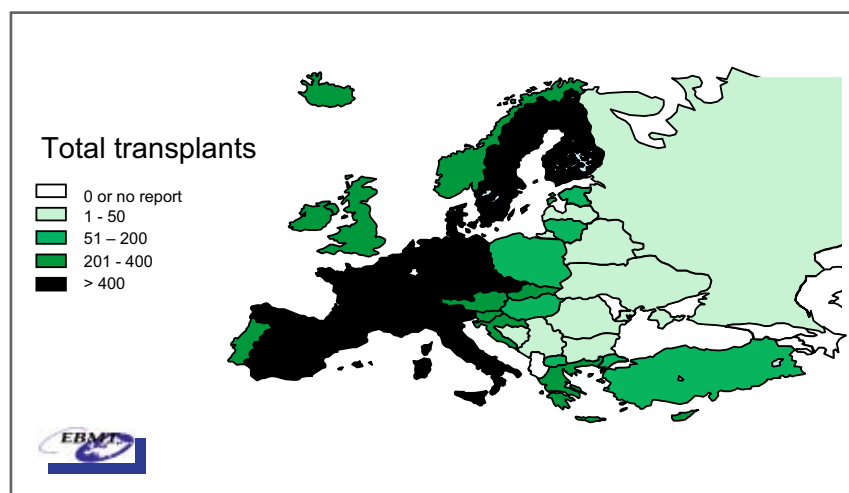 Total transplants
0 or no report
1 - 50
51 – 200
201 - 400
> 400
EBMT